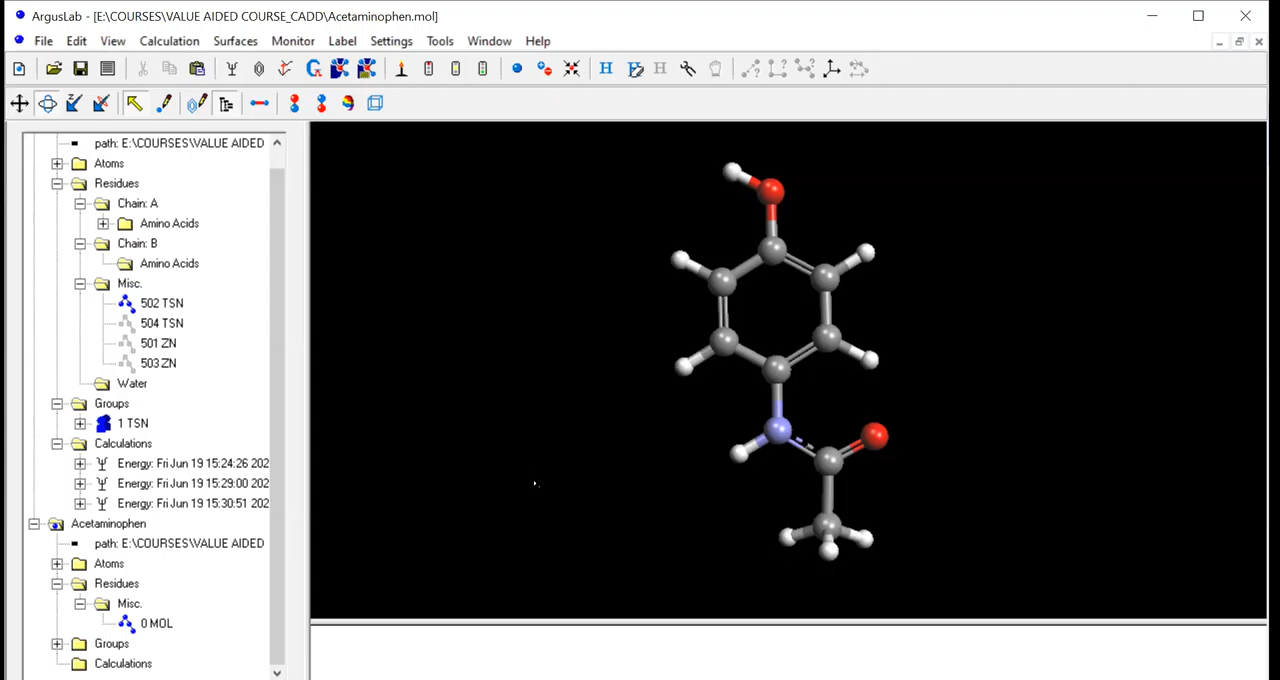 ArgusLab - [E:\COURSES\VALUE AIDED COURSE_CADD\Acetaminophen.mol]
File Edit View Calculation Surfaces Monitor Label Settings Tools Window Help
path: E:\COURSES\VALUE AIDED
Atoms
Residues
Chain: A
Amino Acids
Chain: B
Amino Acids
Misc.
502 TSN
504 TSN
501 ZN
503 ZN
Water
Groups
1 TSN
Calculations
Energy: Fri Jun 19 15:24:26 202
Energy: Fri Jun 19 15:29:00 202
Energy: Fri Jun 19 15:30:51 202
Acetaminophen
path: E:\COURSES\VALUE AIDED
Atoms
Residues
Misc.
0 MOL
Groups
Calculations